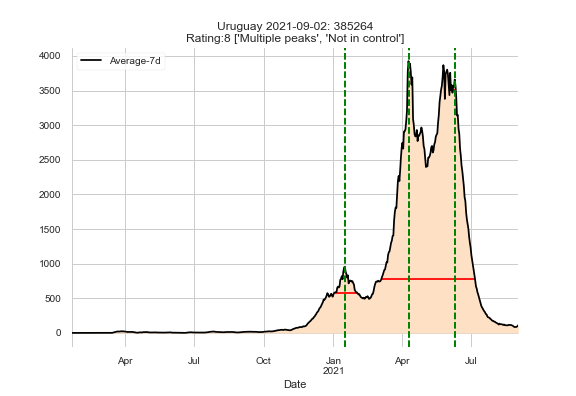 Uruguay 2021-09-02: 385264
Rating:8 ['Multiple peaks', 'Not in control']
Average-7d
4000
3500
3000
2500
2000
1500
1000
500
0
Apr
Jul
Oct
Jan
2021
Apr
Jul
Date